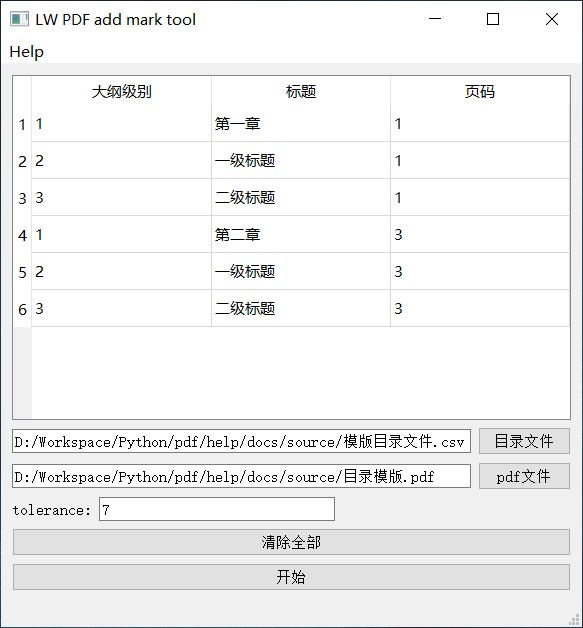 LW PDF add mark tool
Help
大纲级别 标题 页码
1 1 第一章 1
2 2 一级标题 1
3 3 二级标题 1
4 1 第二章 3
5 2 一级标题 3
6 3 二级标题 3
D:/Workspace/Python/pdf/help/docs/source/模版目录文件.csv 目录文件
D:/Workspace/Python/pdf/help/docs/source/目录模版.pdf pdf文件
tolerance: 7
清除全部
开始